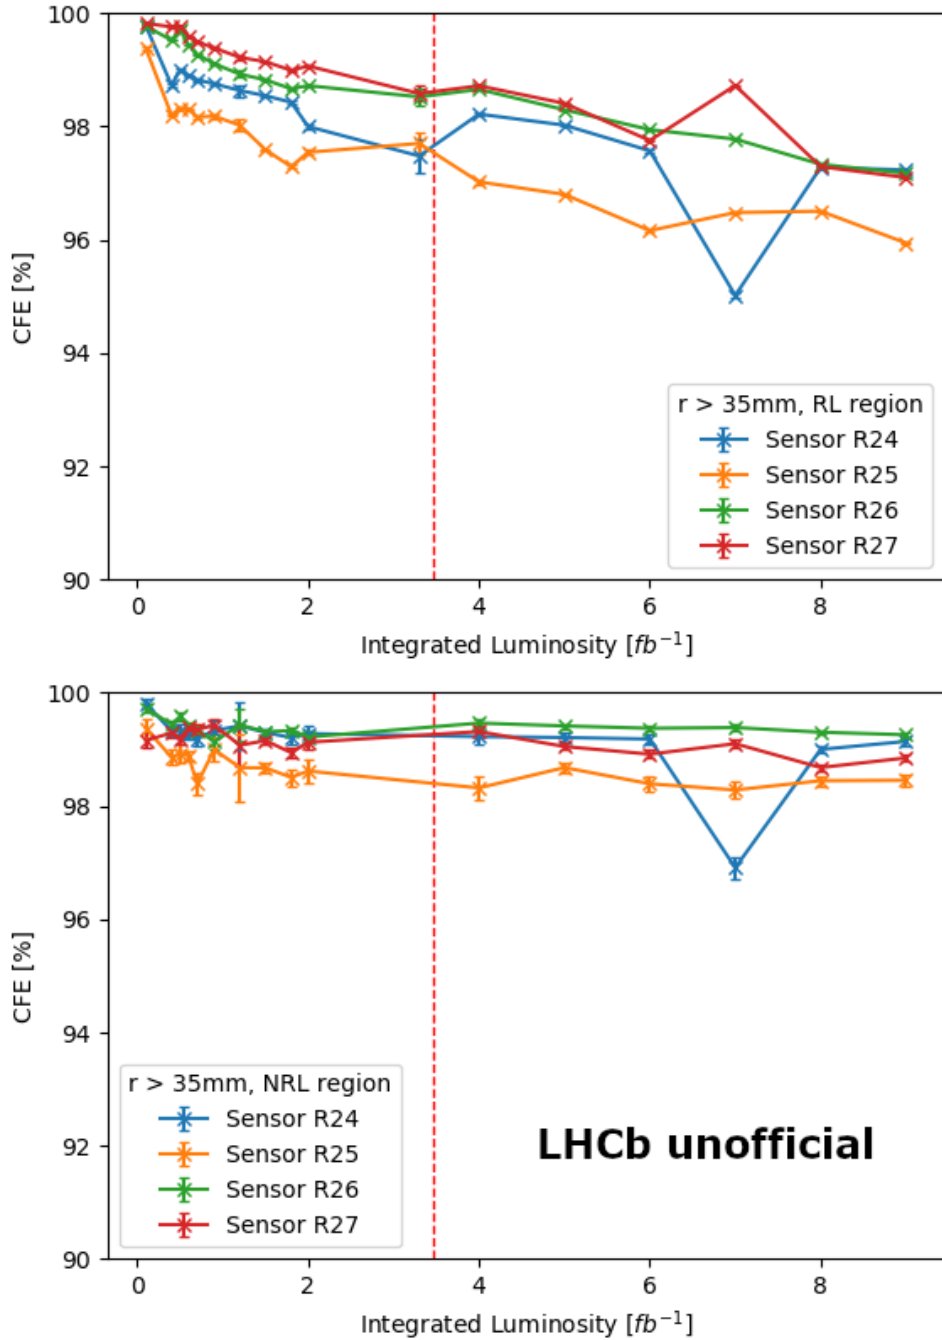 100
98
96
94
92
90
CFE [%]
r > 35mm, RL region
Sensor R24
Sensor R25
Sensor R26
Sensor R27
0 2 4 6 8
Integrated Luminosity [fb⁻¹]
100
98
96
94
92
90
CFE [%]
r > 35mm, NRL region
Sensor R24
Sensor R25
Sensor R26
Sensor R27
LHCb unofficial
0 2 4 6 8
Integrated Luminosity [fb⁻¹]